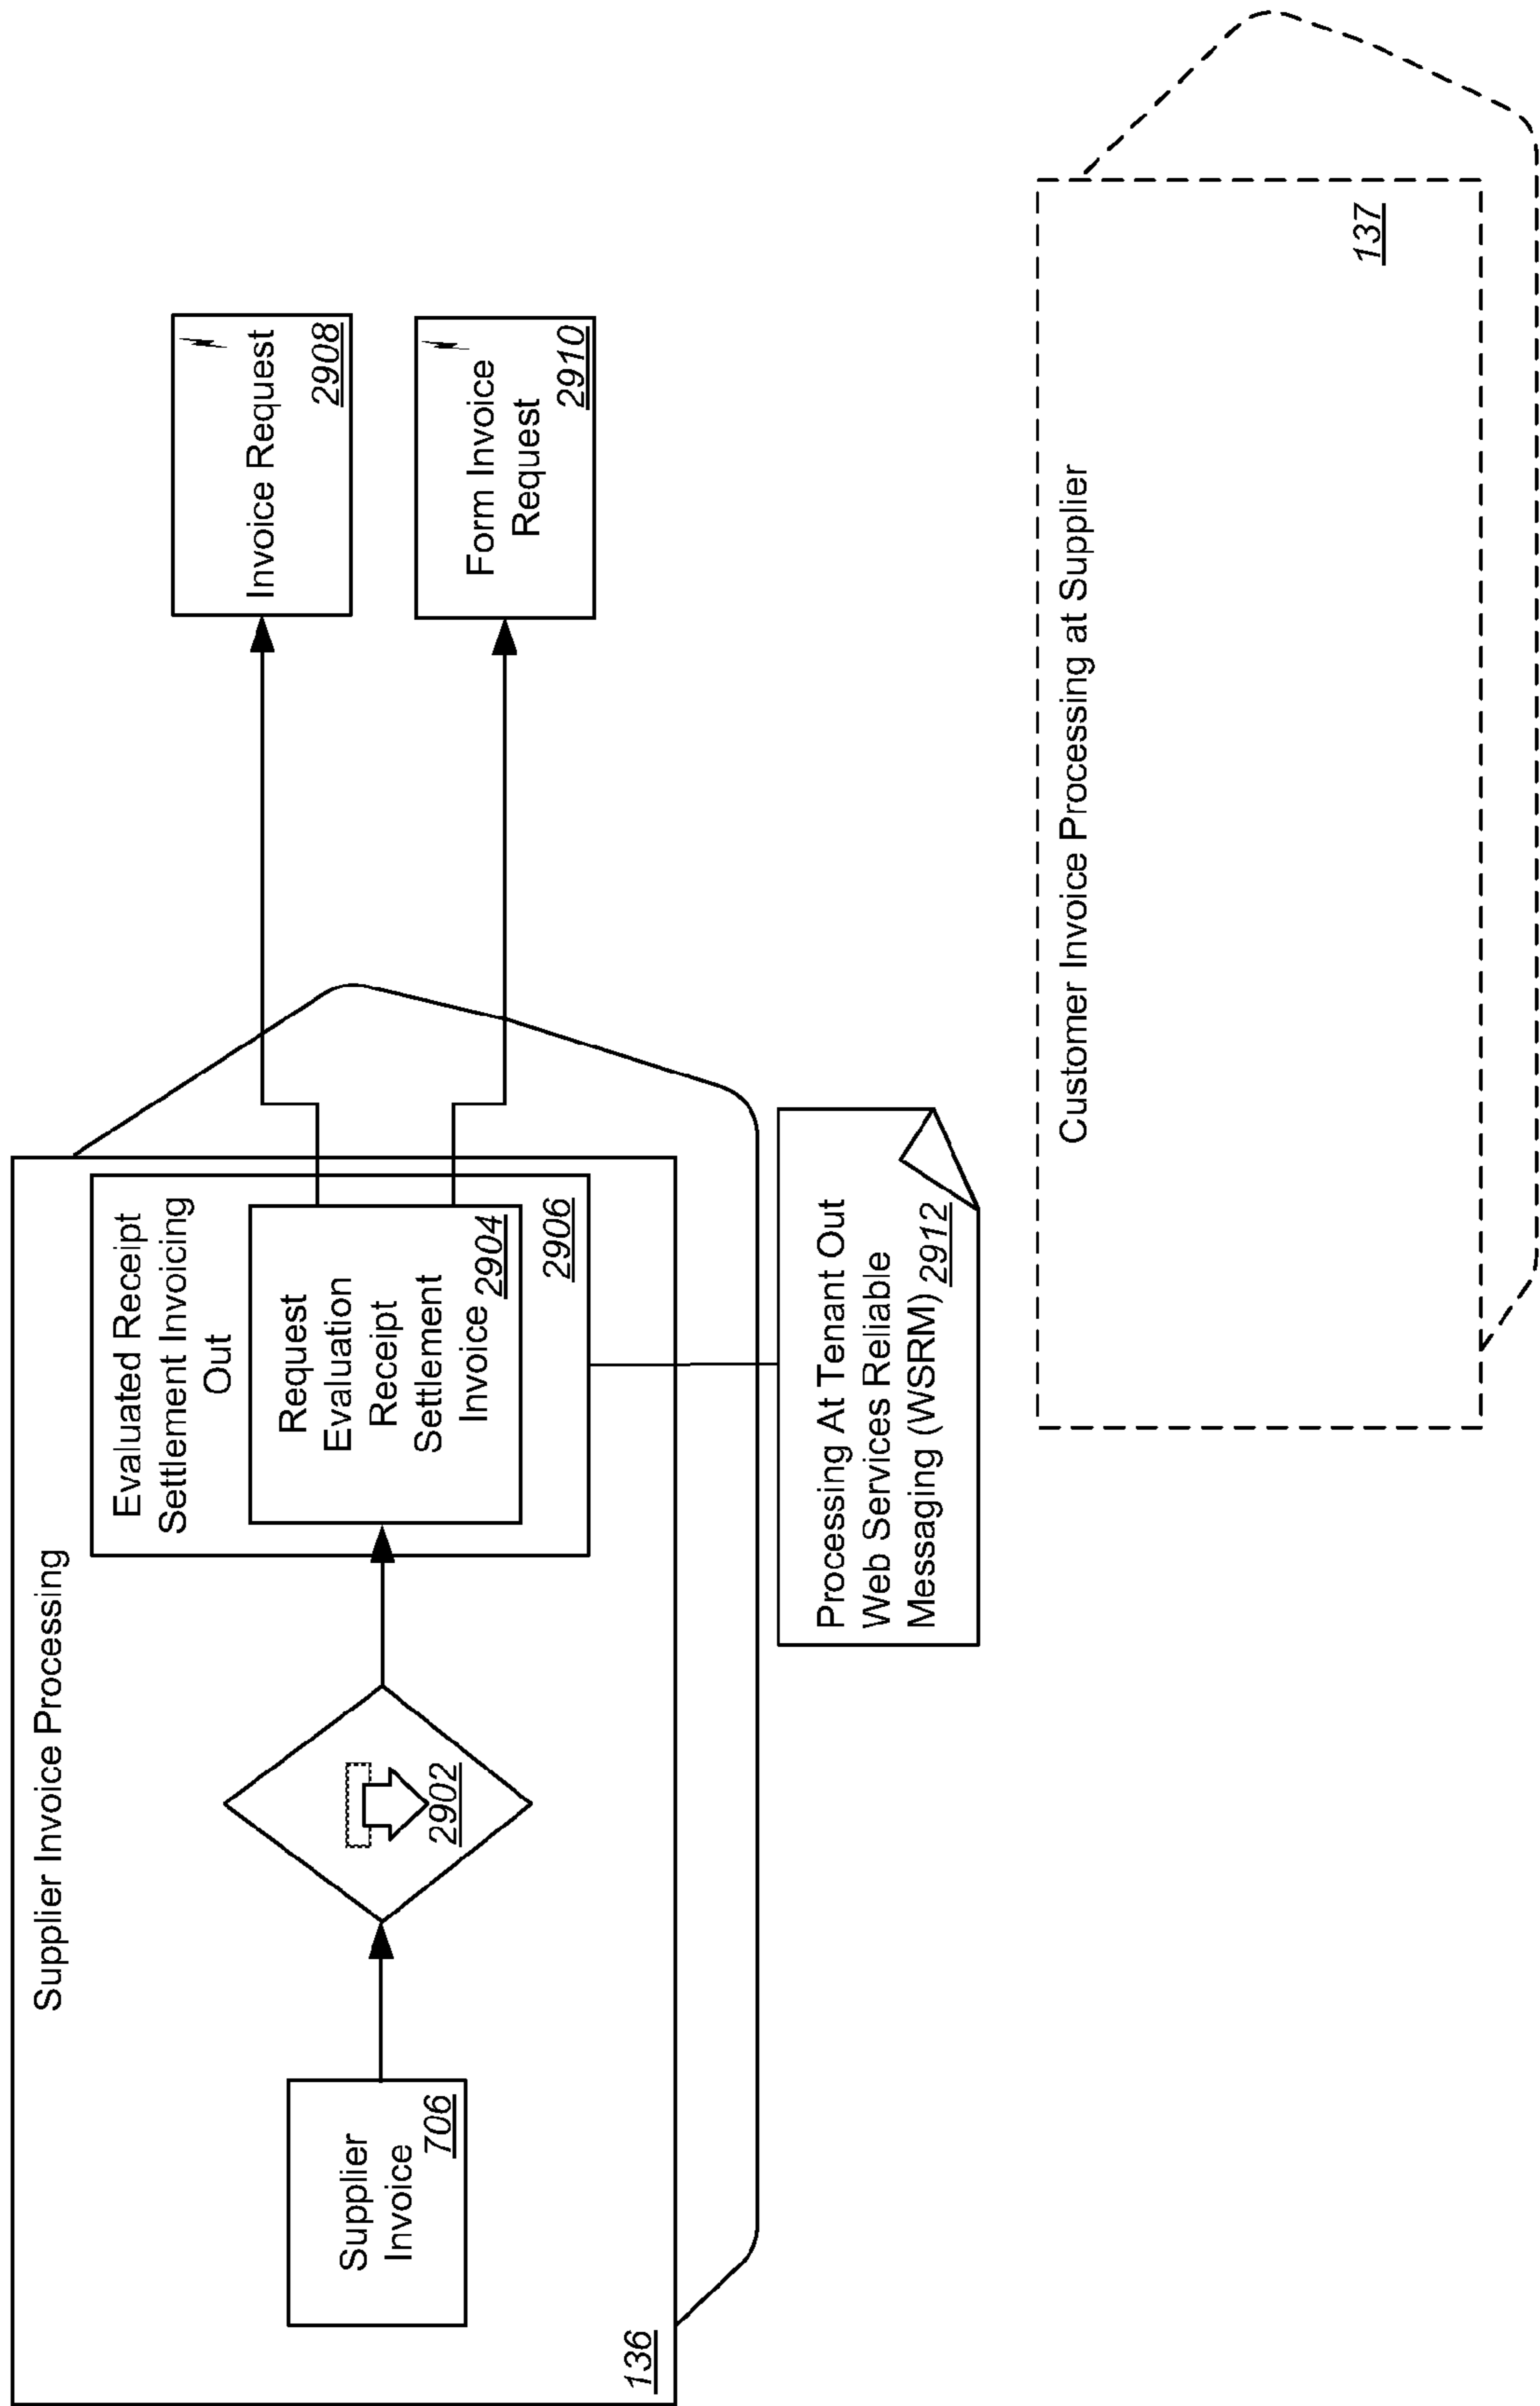 Supplier Invoice Processing
136
Supplier
Invoice
706
2902
Evaluated Receipt
Settlement Invoicing
Out
Request
Evaluation
Receipt
Settlement
Invoice 2904
2906
Invoice Request
2908
Form Invoice
Request
2910
Processing At Tenant Out
Web Services Reliable
Messaging (WSRM) 2912
Customer Invoice Processing at Supplier
137